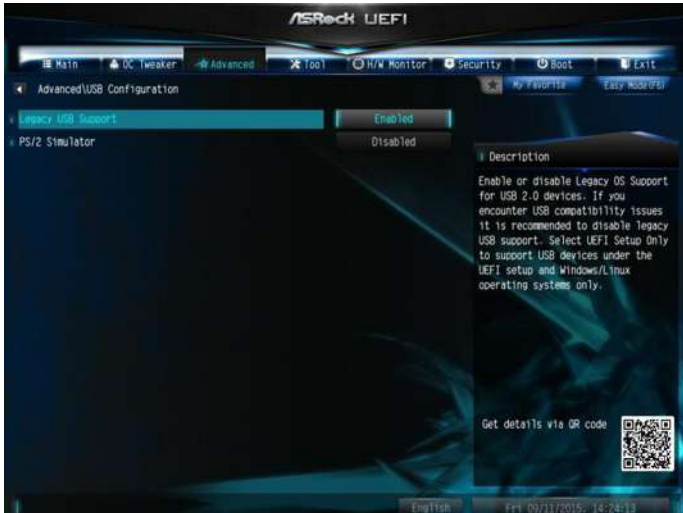 ASRock UEFI
Main OC Tweaker Advanced Tool H/W Monitor Security Boot Exit
Advanced\USB Configuration
My Favorite Easy Mode(F6)
Legacy USB Support Enabled
PS/2 Simulator Disabled
Description
Enable or disable Legacy OS Support
for USB 2.0 devices. If you
encounter USB compatibility issues
it is recommended to disable legacy
USB support. Select UEFI Setup Only
to support USB devices under the
UEFI setup and Windows/Linux
operating systems only.
Get details via QR code
English Fri 09/11/2015, 14:24:13